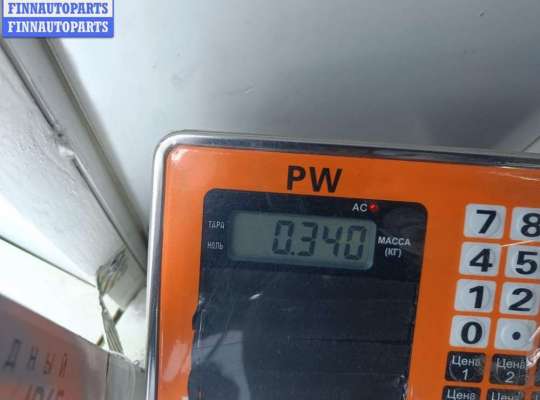 FINNAUTOPARTS
FINNAUTOPARTS
PW
AC
ТАРА
НОЛЬ
0.340
МАССА
(КГ)
7 8
4 5
1 2
0 .
Цена Цена
1 2
ДНЫЙ